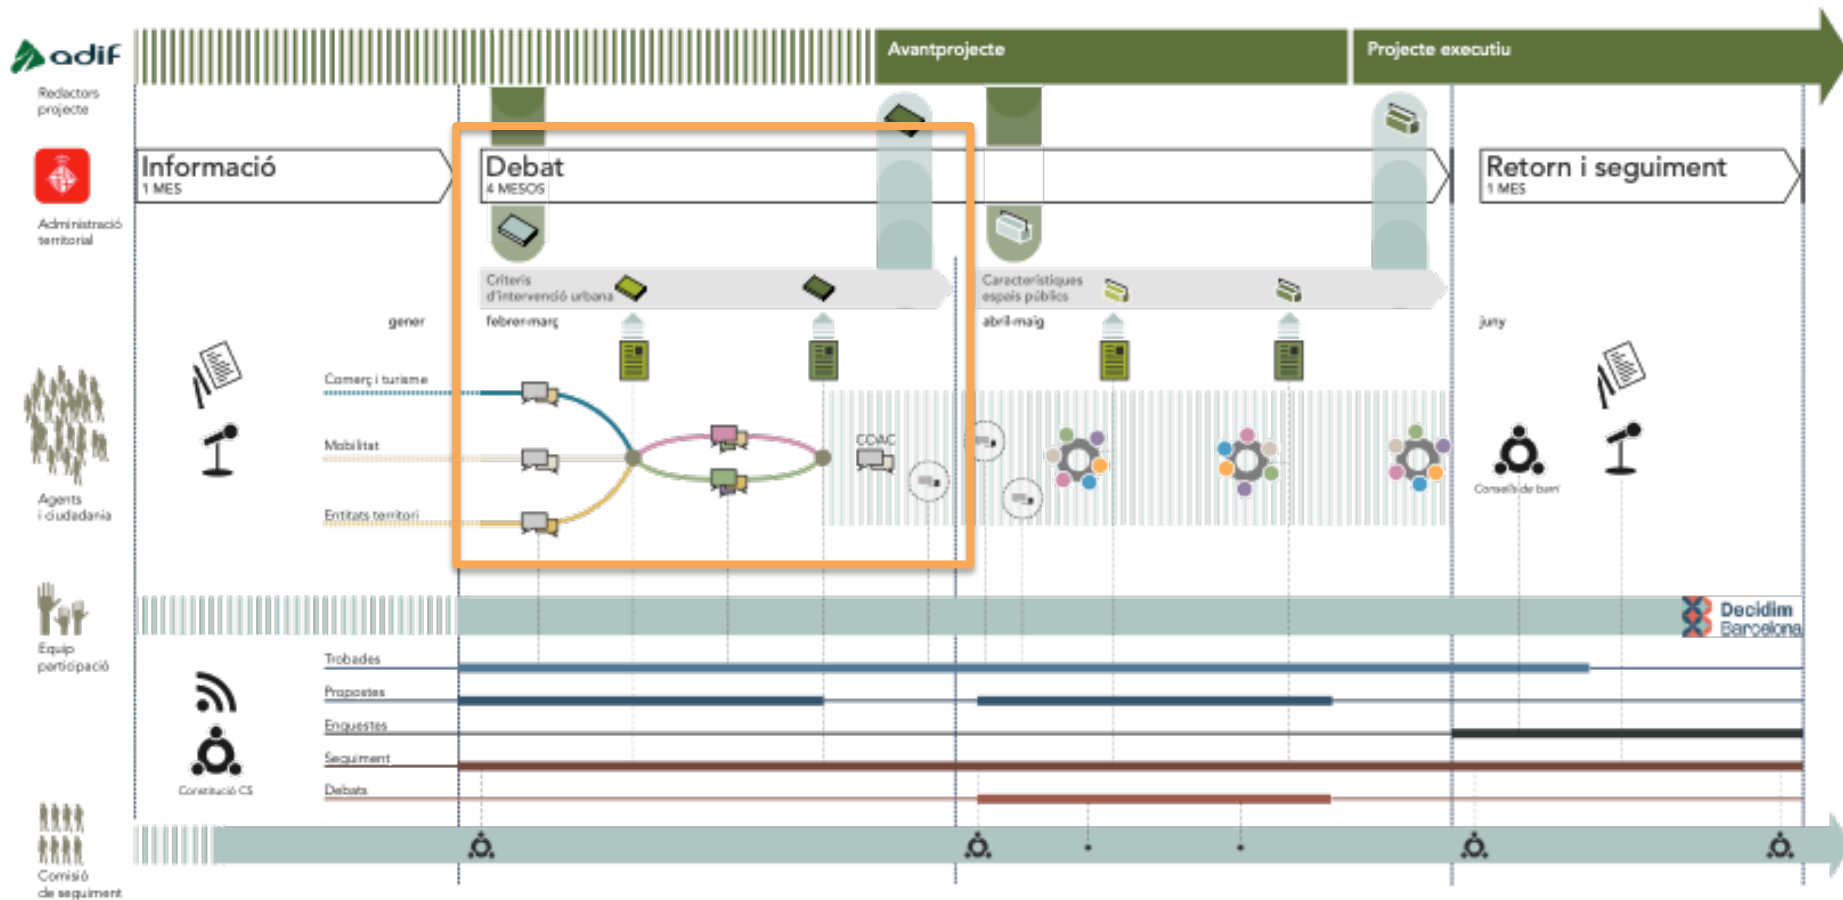 adif
Avantprojecte
Projecte executiu
Redactors
projecte
Informació
1 MES
Debat
4 MESOS
Retorn i seguiment
1 MES
Administració
territorial
Criteris
d'intervenció urbana
Característiques
espais públics
gener
febrer-març
abril-maig
juny
Comerç i turisme
Mobilitat
COAC
Entitats territori
Agents
i ciudadania
Consells de barri
Decidim
Barcelona
Equip
participació
Trobades
Propostes
Enquestes
Seguiment
Debats
Constitució CS
Comisió
de seguiment